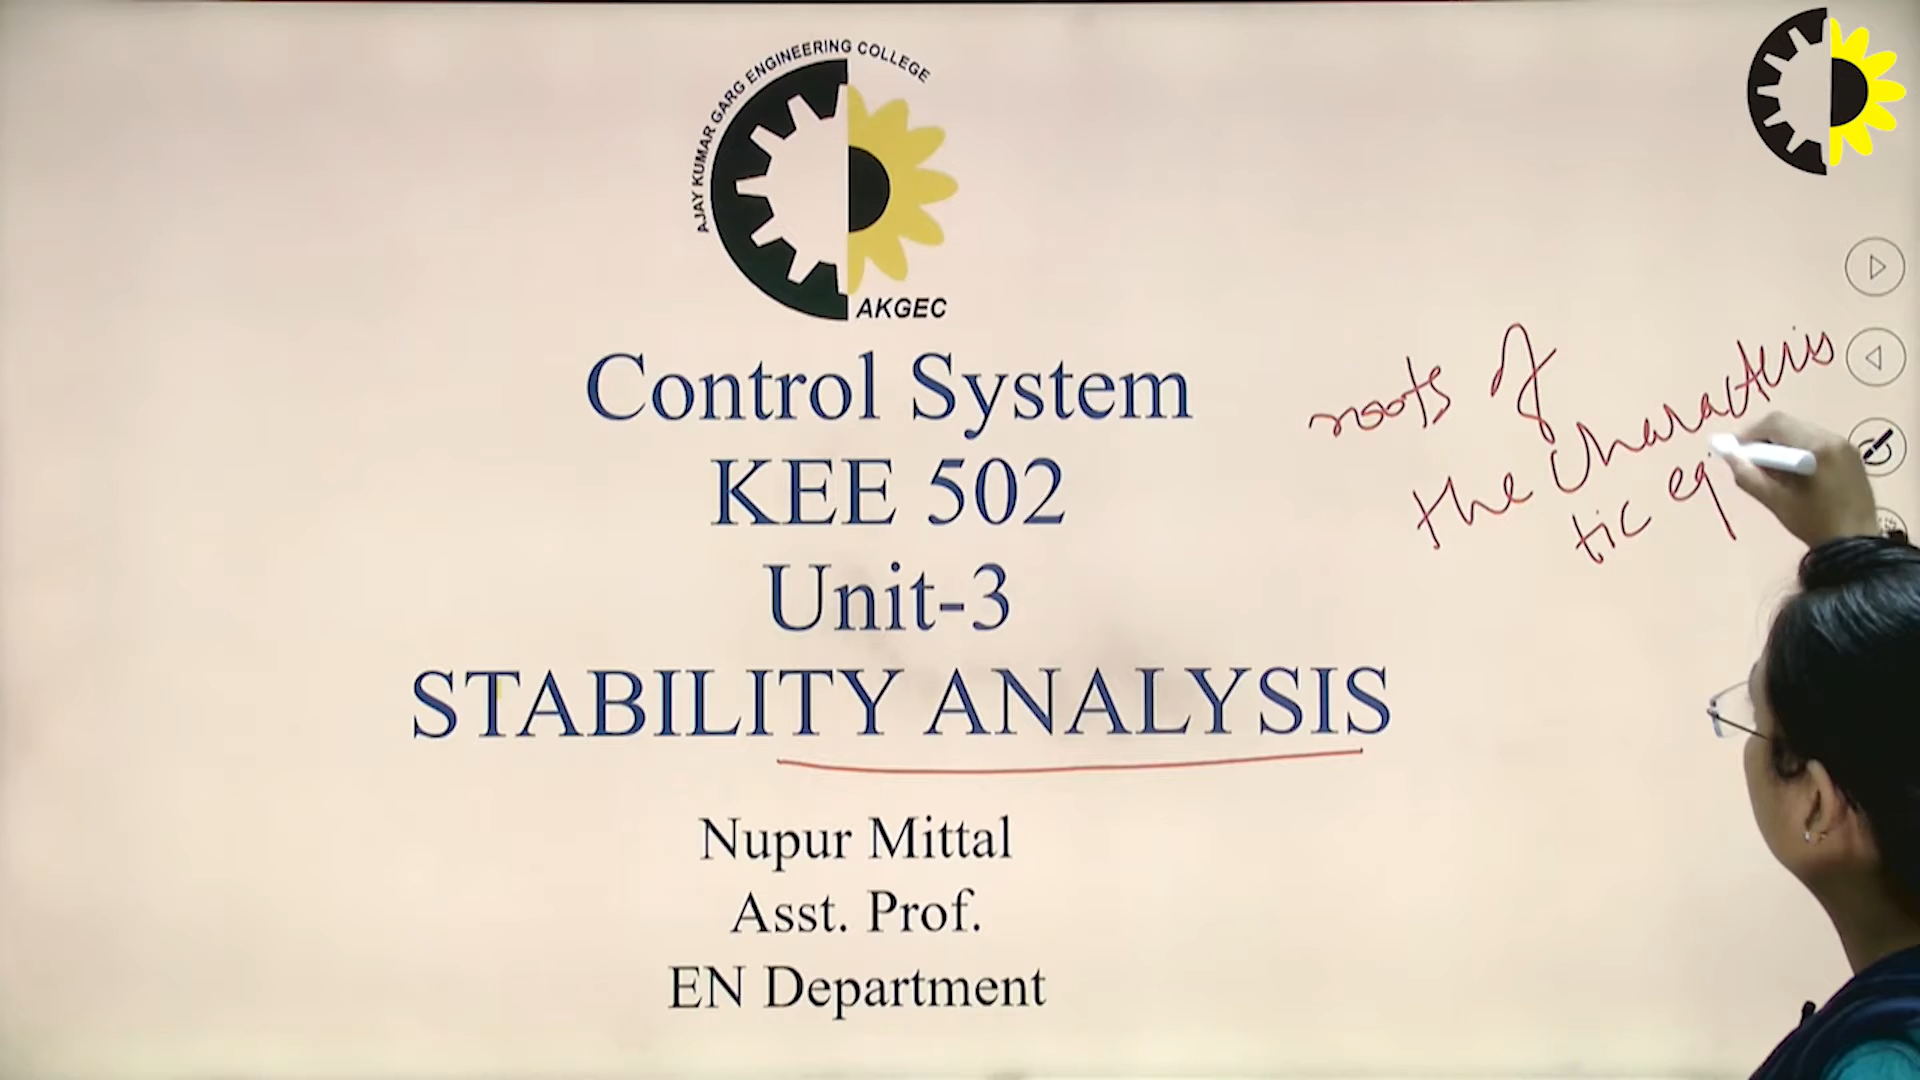 AJAY KUMAR GARG ENGINEERING COLLEGE
AKGEC
Control System
KEE 502
Unit-3
STABILITY ANALYSIS
Nupur Mittal
Asst. Prof.
EN Department
roots of
the characteris
tic eq